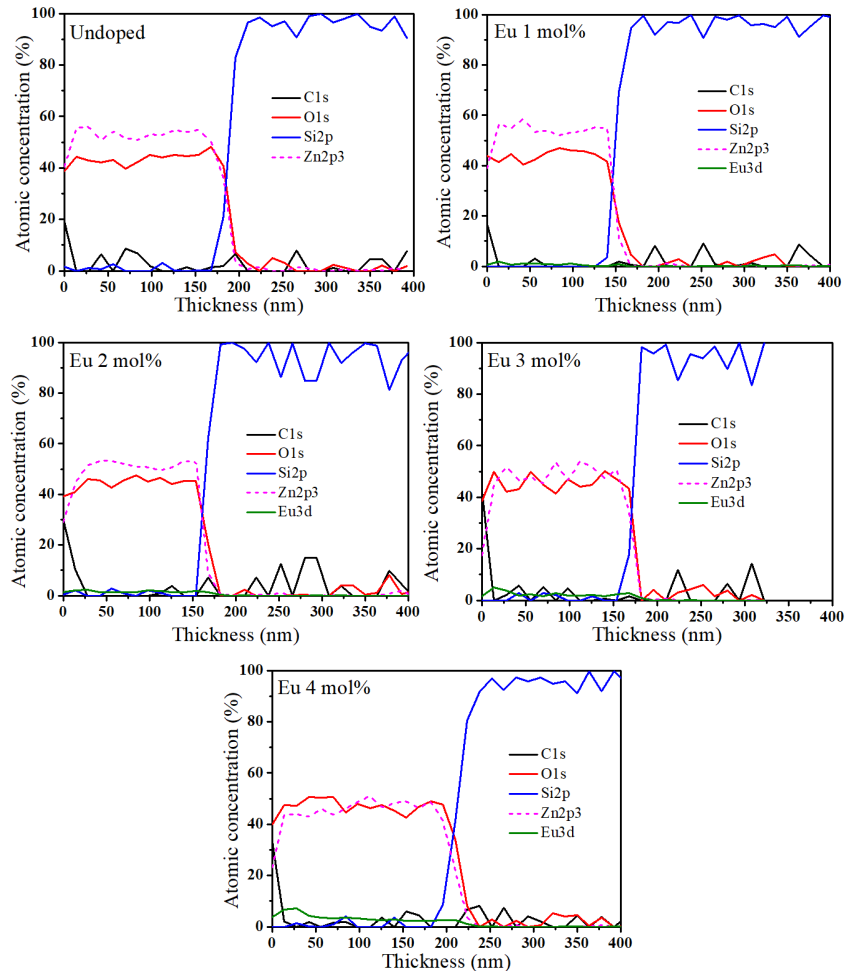 Undoped
Atomic concentration (%)
100
80
60
40
20
0
C1s
O1s
Si2p
Zn2p3
0 50 100 150 200 250 300 350 400
Thickness (nm)
Eu 1 mol%
Atomic concentration (%)
100
80
60
40
20
0
C1s
O1s
Si2p
Zn2p3
Eu3d
0 50 100 150 200 250 300 350 400
Thickness (nm)
Eu 2 mol%
Atomic concentration (%)
100
80
60
40
20
0
C1s
O1s
Si2p
Zn2p3
Eu3d
0 50 100 150 200 250 300 350 400
Thickness (nm)
Eu 3 mol%
Atomic concentration (%)
100
80
60
40
20
0
C1s
O1s
Si2p
Zn2p3
Eu3d
0 50 100 150 200 250 300 350 400
Thickness (nm)
Eu 4 mol%
Atomic concentration (%)
100
80
60
40
20
0
C1s
O1s
Si2p
Zn2p3
Eu3d
0 50 100 150 200 250 300 350 400
Thickness (nm)